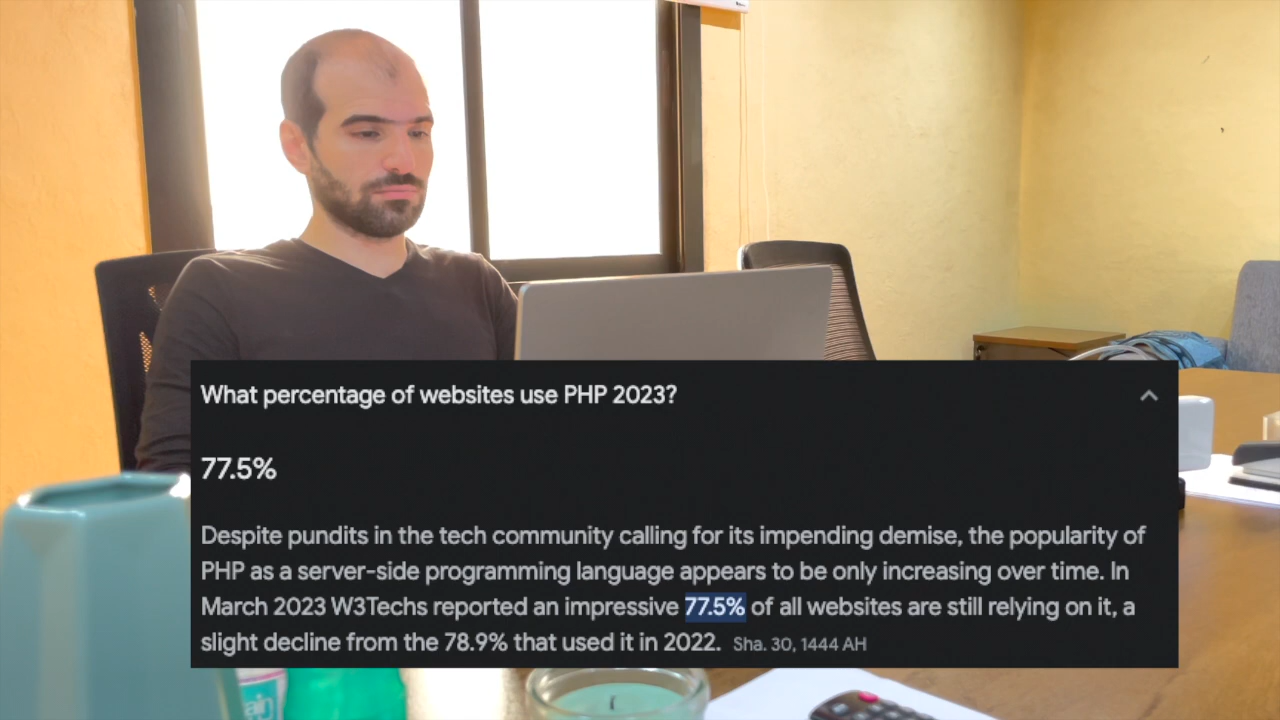 What percentage of websites use PHP 2023?
77.5%
Despite pundits in the tech community calling for its impending demise, the popularity of
PHP as a server-side programming language appears to be only increasing over time. In
March 2023 W3Techs reported an impressive 77.5% of all websites are still relying on it, a
slight decline from the 78.9% that used it in 2022. Sha. 30, 1444 AH